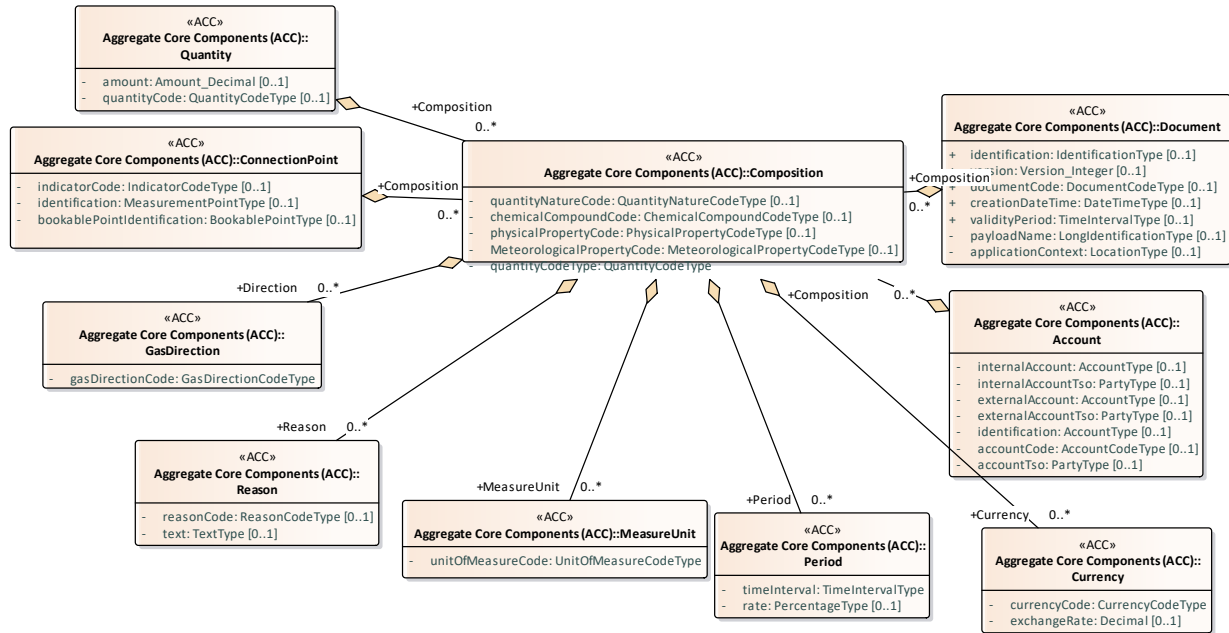 «ACC»
Aggregate Core Components (ACC)::
Quantity
- amount: Amount_Decimal [0..1]
- quantityCode: QuantityCodeType [0..1]
+Composition
0..*
«ACC»
Aggregate Core Components (ACC)::ConnectionPoint
- indicatorCode: IndicatorCodeType [0..1]
- identification: MeasurementPointType [0..1]
- bookablePointIdentification: BookablePointType [0..1]
+Composition
0..*
«ACC»
Aggregate Core Components (ACC)::Composition
- quantityNatureCode: QuantityNatureCodeType [0..1]
- chemicalCompoundCode: ChemicalCompoundCodeType [0..1]
- physicalPropertyCode: PhysicalPropertyCodeType [0..1]
- MeteorologicalPropertyCode: MeteorologicalPropertyCodeType [0..1]
- quantityCodeType: QuantityCodeType
+Composition
0..*
«ACC»
Aggregate Core Components (ACC)::Document
+ identification: IdentificationType [0..1]
Version_Integer [0..1]
+ documentCode: DocumentCodeType [0..1]
+ creationDateTime: DateTimeType [0..1]
+ validityPeriod: TimeIntervalType [0..1]
- payloadName: LongIdentificationType [0..1]
- applicationContext: LocationType [0..1]
+Direction 0..*
«ACC»
Aggregate Core Components (ACC)::
GasDirection
- gasDirectionCode: GasDirectionCodeType
+Composition 0..*
«ACC»
Aggregate Core Components (ACC)::
Account
- internalAccount: AccountType [0..1]
- internalAccountTso: PartyType [0..1]
- externalAccount: AccountType [0..1]
- externalAccountTso: PartyType [0..1]
- identification: AccountType [0..1]
- accountCode: AccountCodeType [0..1]
- accountTso: PartyType [0..1]
+Reason 0..*
«ACC»
Aggregate Core Components (ACC)::
Reason
- reasonCode: ReasonCodeType [0..1]
- text: TextType [0..1]
+MeasureUnit 0..*
«ACC»
Aggregate Core Components (ACC)::MeasureUnit
- unitOfMeasureCode: UnitOfMeasureCodeType
+Period 0..*
«ACC»
Aggregate Core Components (ACC)::
Period
- timeInterval: TimeIntervalType
- rate: PercentageType [0..1]
+Currency 0..*
«ACC»
Aggregate Core Components (ACC)::
Currency
- currencyCode: CurrencyCodeType
- exchangeRate: Decimal [0..1]